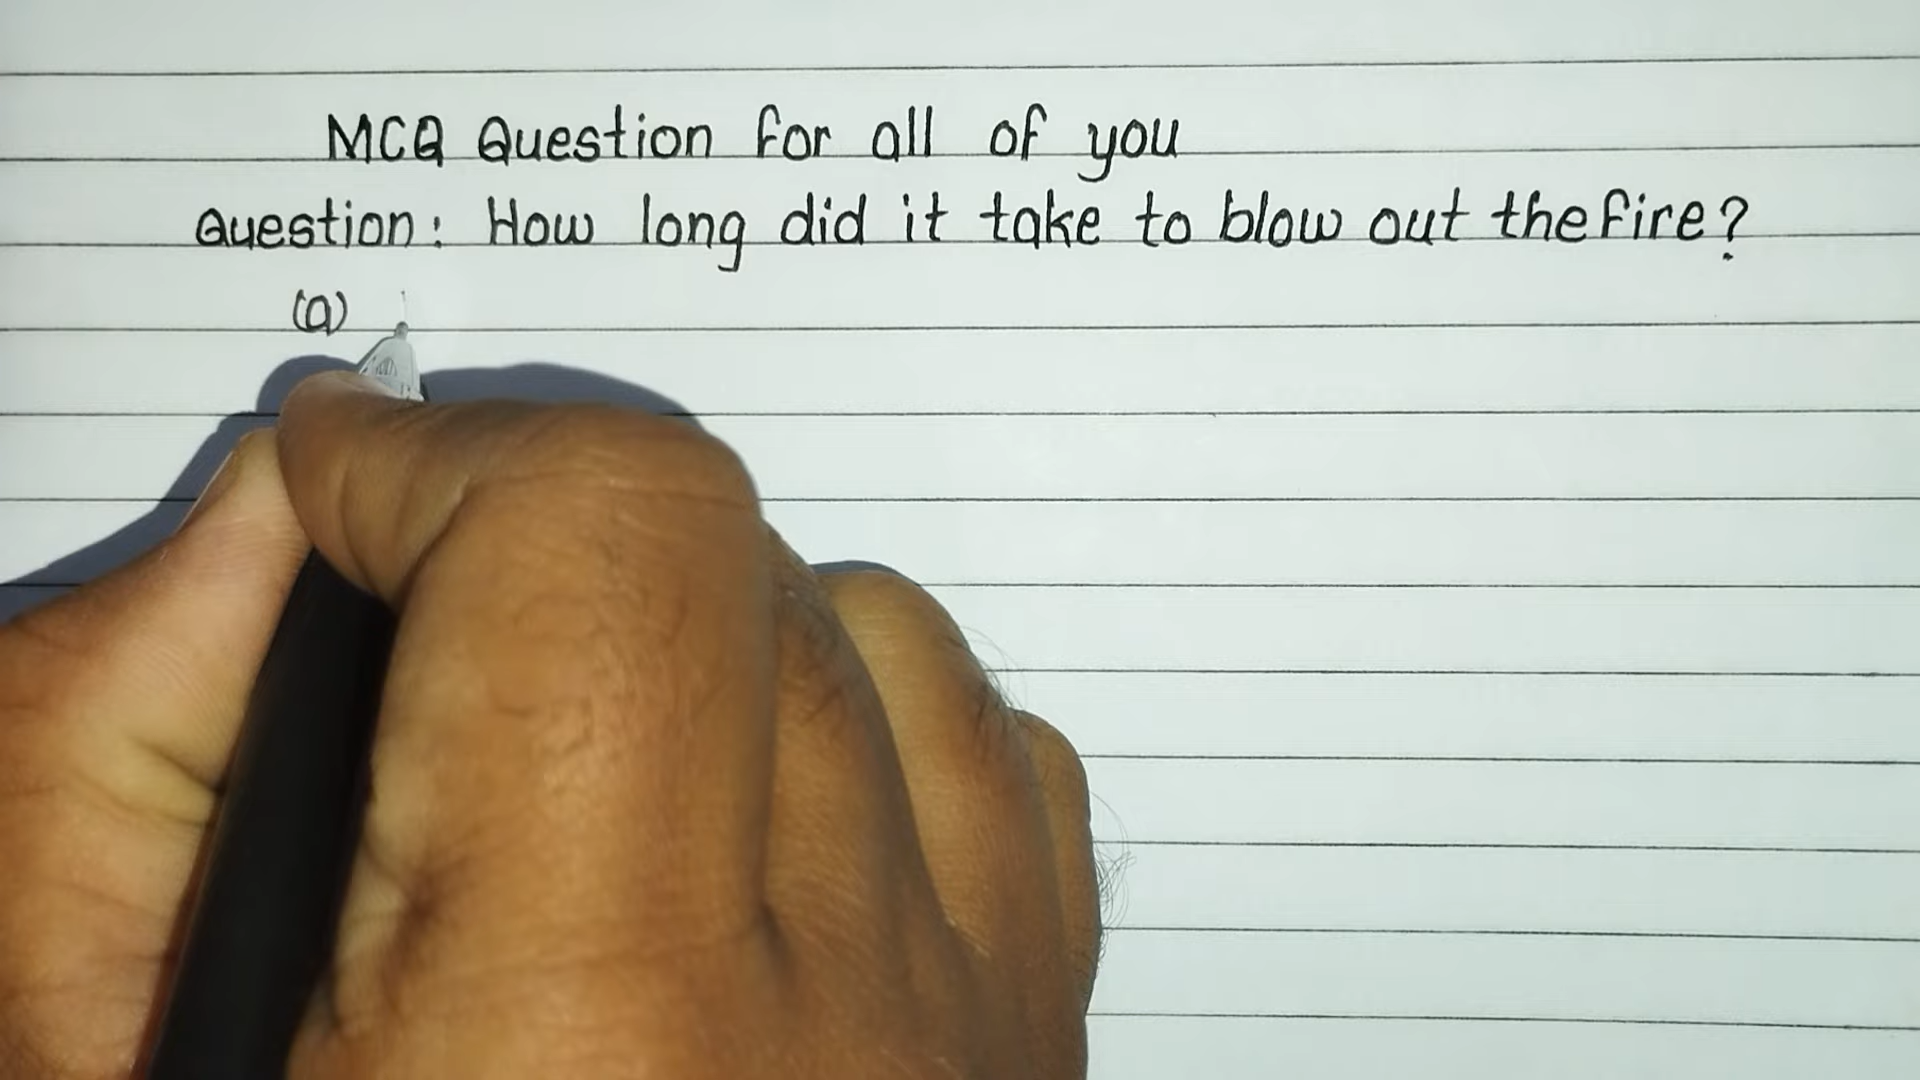 MCQ Question for all of you
Question: How long did it take to blow out the fire?
(a)